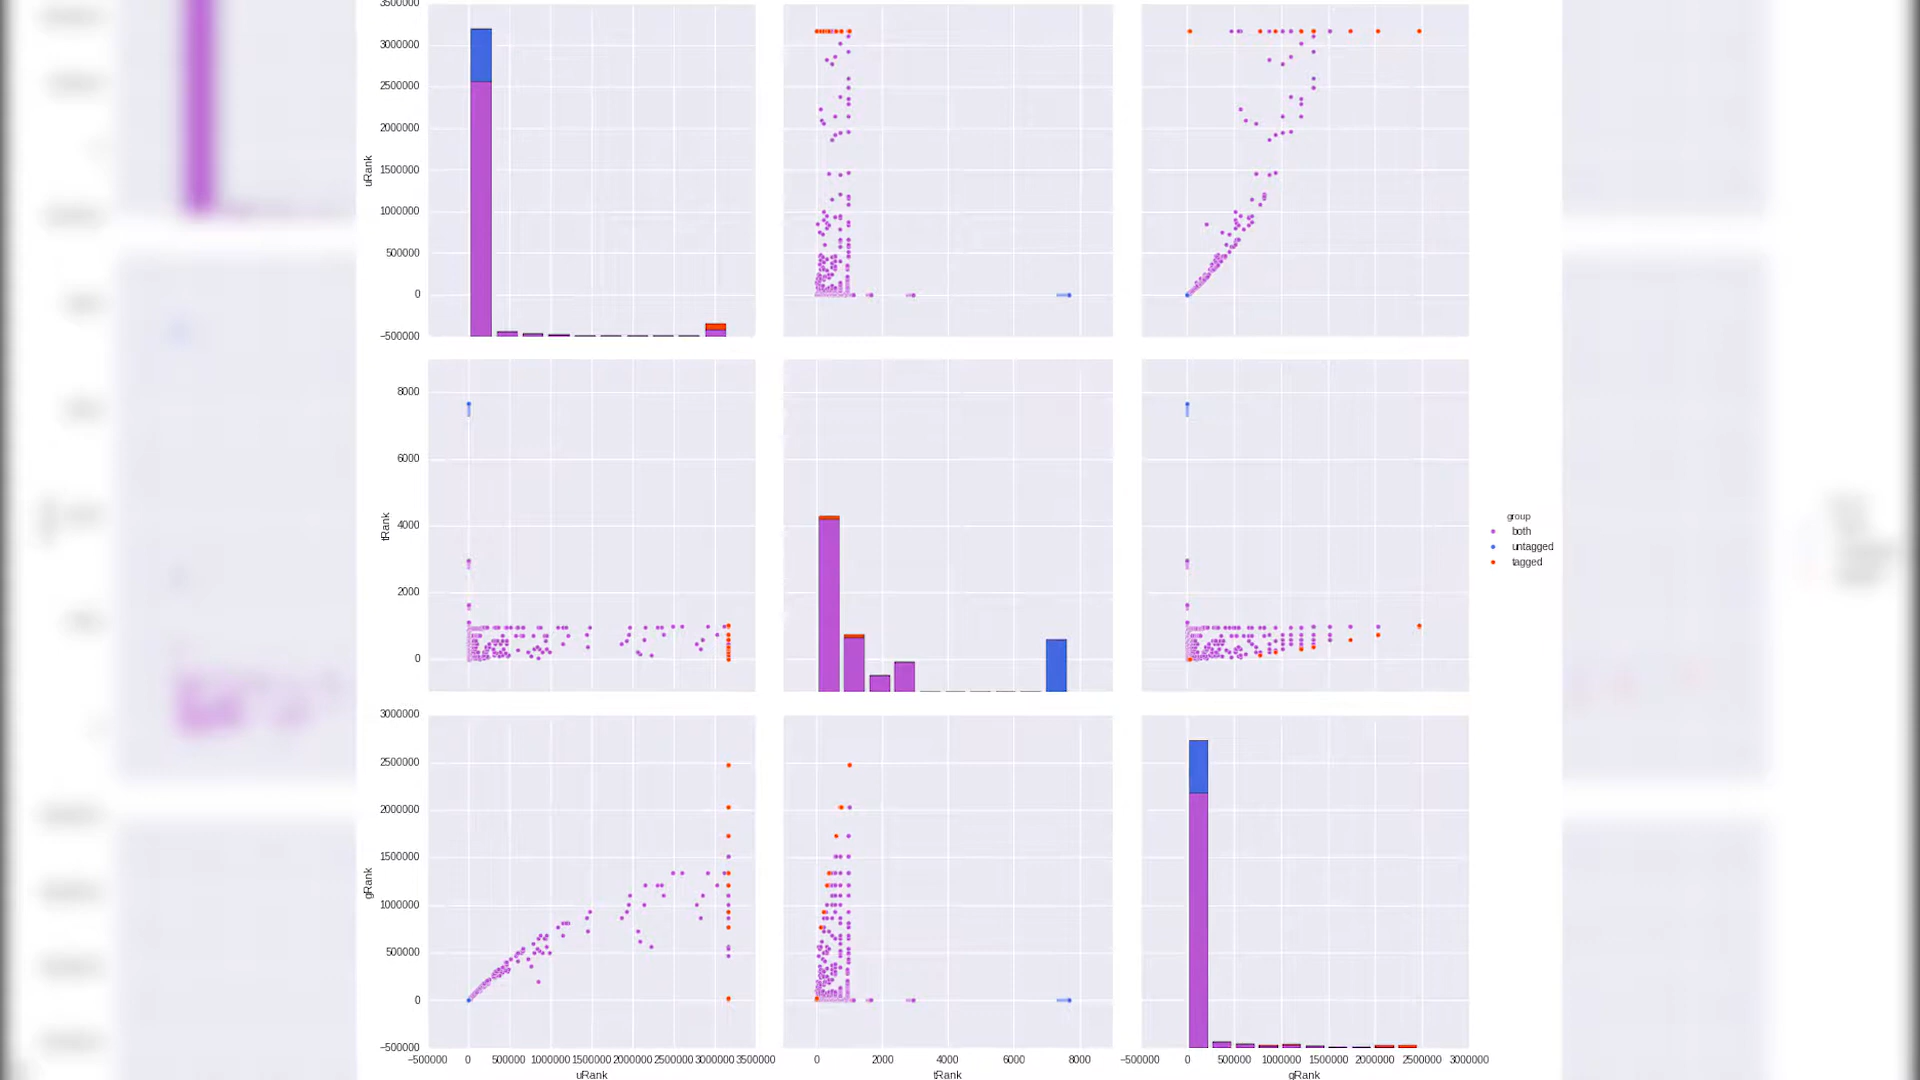 3500000
3000000
2500000
2000000
1500000
1000000
500000
0
−500000
uRank
8000
6000
4000
2000
0
tRank
group
both
untagged
tagged
3000000
2500000
2000000
1500000
1000000
500000
0
−500000
gRank
−500000 0 500000 1000000 1500000 2000000 2500000 3000000 3500000
uRank
0 2000 4000 6000 8000
tRank
−500000 0 500000 1000000 1500000 2000000 2500000 3000000
gRank